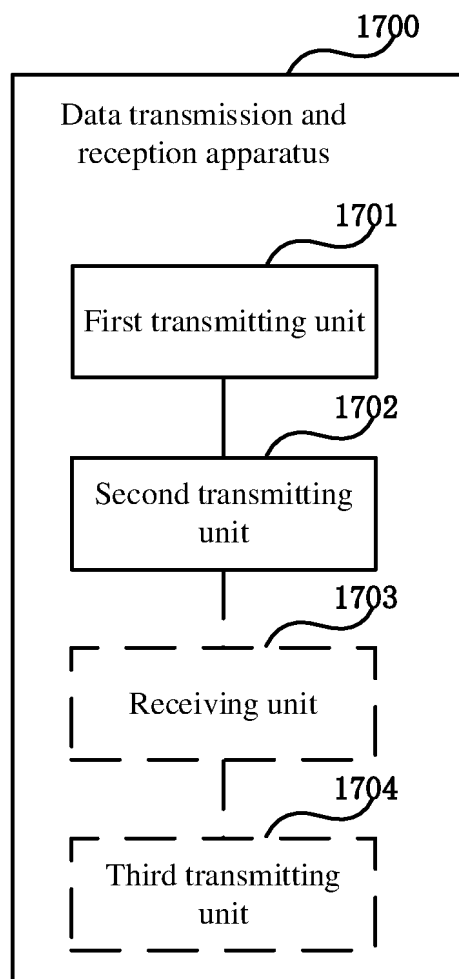 1700
Data transmission and
reception apparatus
1701
First transmitting unit
1702
Second transmitting
unit
1703
Receiving unit
1704
Third transmitting
unit